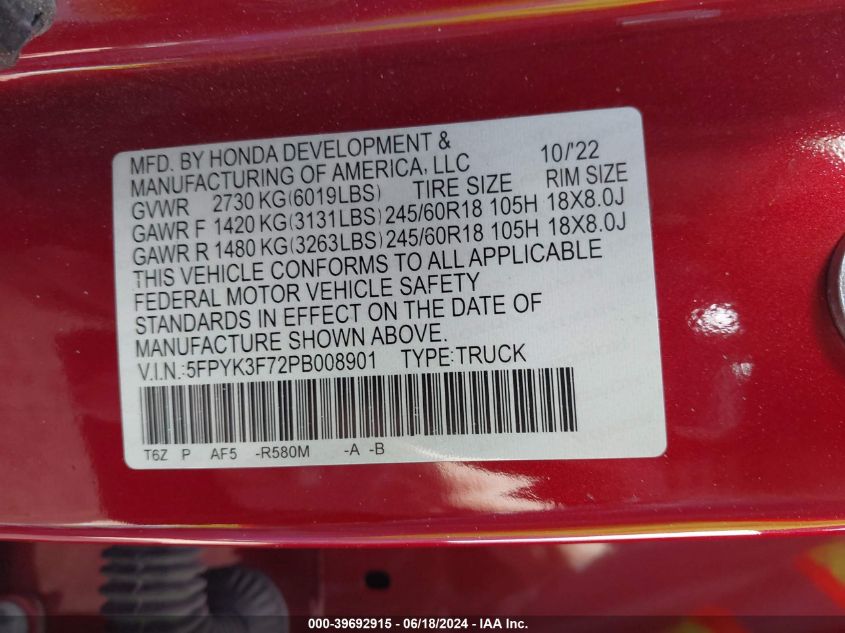 MFD. BY HONDA DEVELOPMENT & 10/'22
MANUFACTURING OF AMERICA, LLC
GVWR 2730 KG(6019LBS) TIRE SIZE RIM SIZE
GAWR F 1420 KG(3131LBS) 245/60R18 105H 18X8.0J
GAWR R 1480 KG(3263LBS) 245/60R18 105H 18X8.0J
THIS VEHICLE CONFORMS TO ALL APPLICABLE
FEDERAL MOTOR VEHICLE SAFETY
STANDARDS IN EFFECT ON THE DATE OF
MANUFACTURE SHOWN ABOVE.
V.I.N.:5FPYK3F72PB008901 TYPE:TRUCK
T6Z P AF5 -R580M -A -B
000-39692915 - 06/18/2024 - IAA Inc.